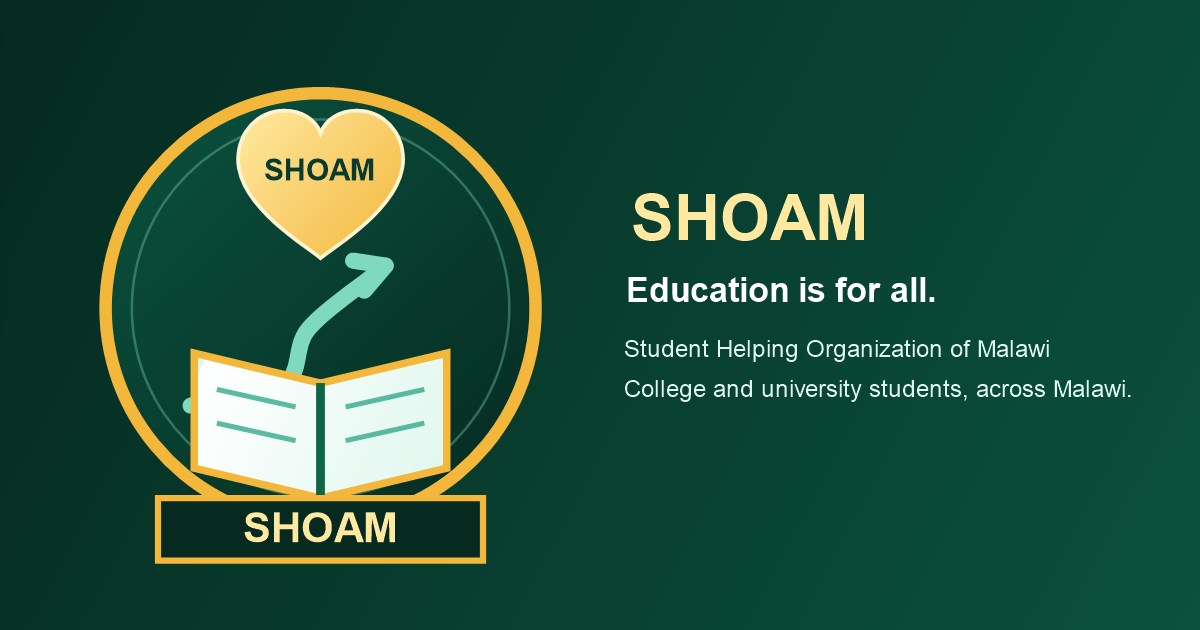 SHOAM
SHOAM
SHOAM
Education is for all.
Student Helping Organization of Malawi
College and university students, across Malawi.